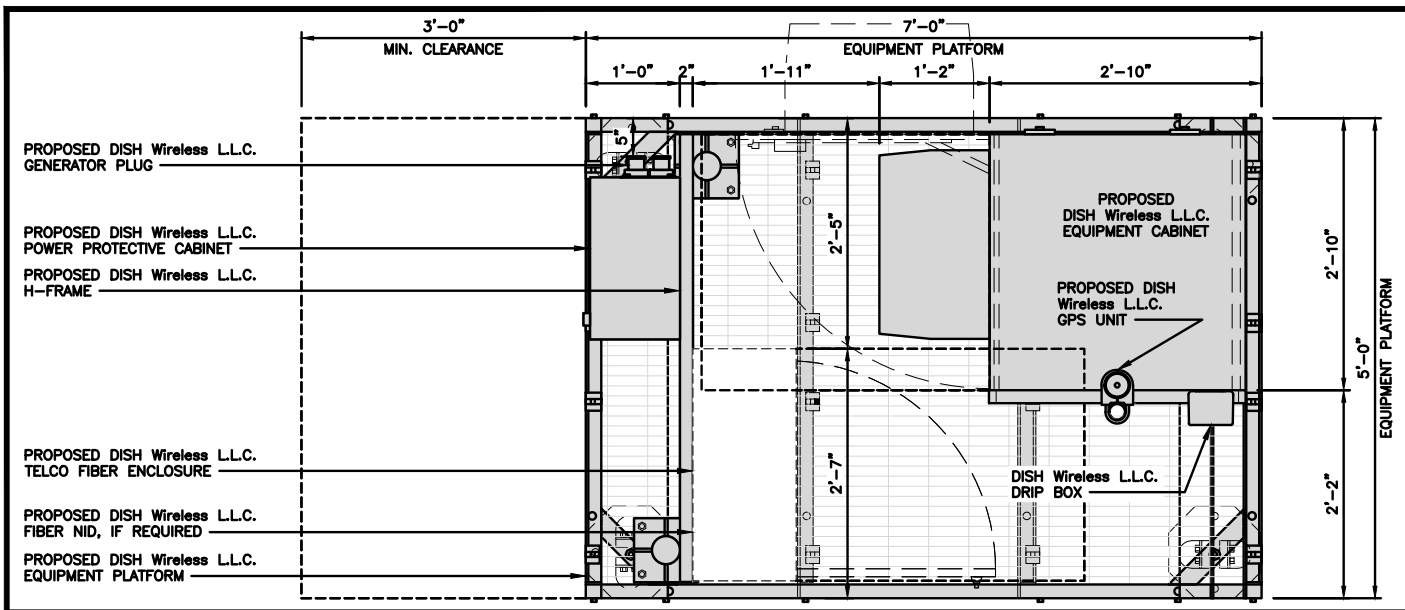 3'-0"
MIN. CLEARANCE
7'-0"
EQUIPMENT PLATFORM
1'-0"
2"
1'-11"
1'-2"
2'-10"
5"
PROPOSED DISH Wireless L.L.C.
GENERATOR PLUG
PROPOSED DISH Wireless L.L.C.
POWER PROTECTIVE CABINET
PROPOSED DISH Wireless L.L.C.
H-FRAME
PROPOSED DISH Wireless L.L.C.
TELCO FIBER ENCLOSURE
PROPOSED DISH Wireless L.L.C.
FIBER NID, IF REQUIRED
PROPOSED DISH Wireless L.L.C.
EQUIPMENT PLATFORM
2'-5"
2'-7"
PROPOSED
DISH Wireless L.L.C.
EQUIPMENT CABINET
PROPOSED DISH
Wireless L.L.C.
GPS UNIT
DISH Wireless L.L.C.
DRIP BOX
2'-10"
2'-2"
5'-0"
EQUIPMENT PLATFORM